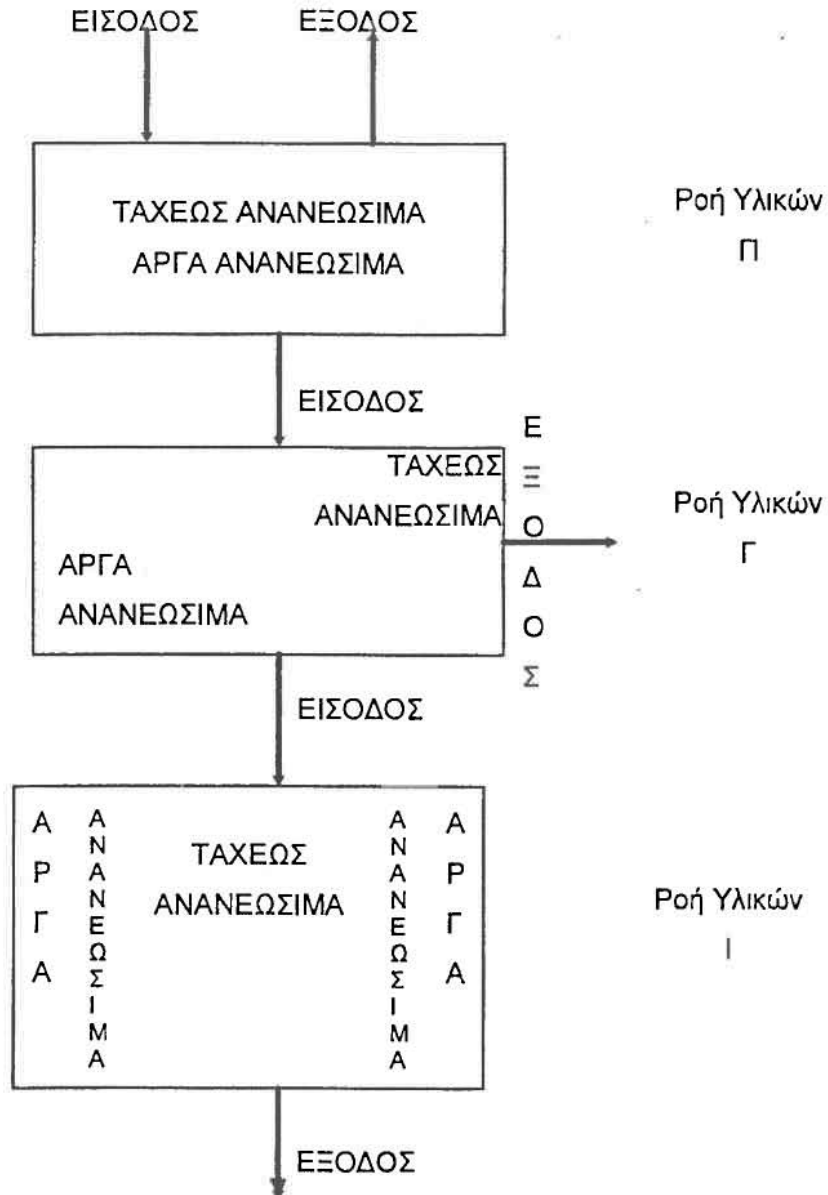 ΕΙΣΟΔΟΣ ΕΞΟΔΟΣ
ΤΑΧΕΩΣ ΑΝΑΝΕΩΣΙΜΑ
ΑΡΓΑ ΑΝΑΝΕΩΣΙΜΑ
Ροή Υλικών
Π
ΕΙΣΟΔΟΣ
ΤΑΧΕΩΣ
ΑΝΑΝΕΩΣΙΜΑ
ΑΡΓΑ
ΑΝΑΝΕΩΣΙΜΑ
ΕΞΟΔΟΣ
Ροή Υλικών
Γ
ΕΙΣΟΔΟΣ
ΑΡΓΑ
ΑΝΑΝΕΩΣΙΜΑ
ΤΑΧΕΩΣ
ΑΝΑΝΕΩΣΙΜΑ
ΑΝΑΝΕΩΣΙΜΑ
ΑΡΓΑ
Ροή Υλικών
Ι
ΕΞΟΔΟΣ